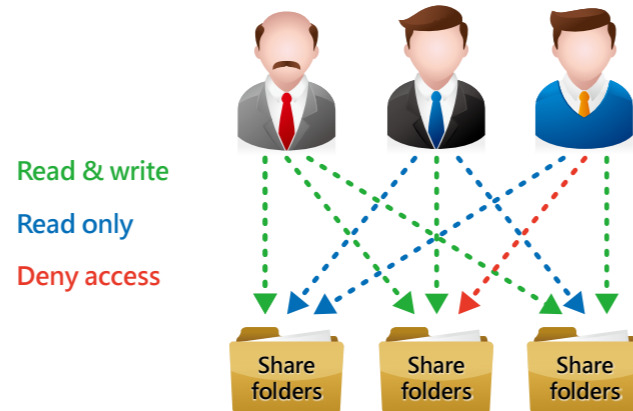 Read & write
Read only
Deny access
Share
folders
Share
folders
Share
folders